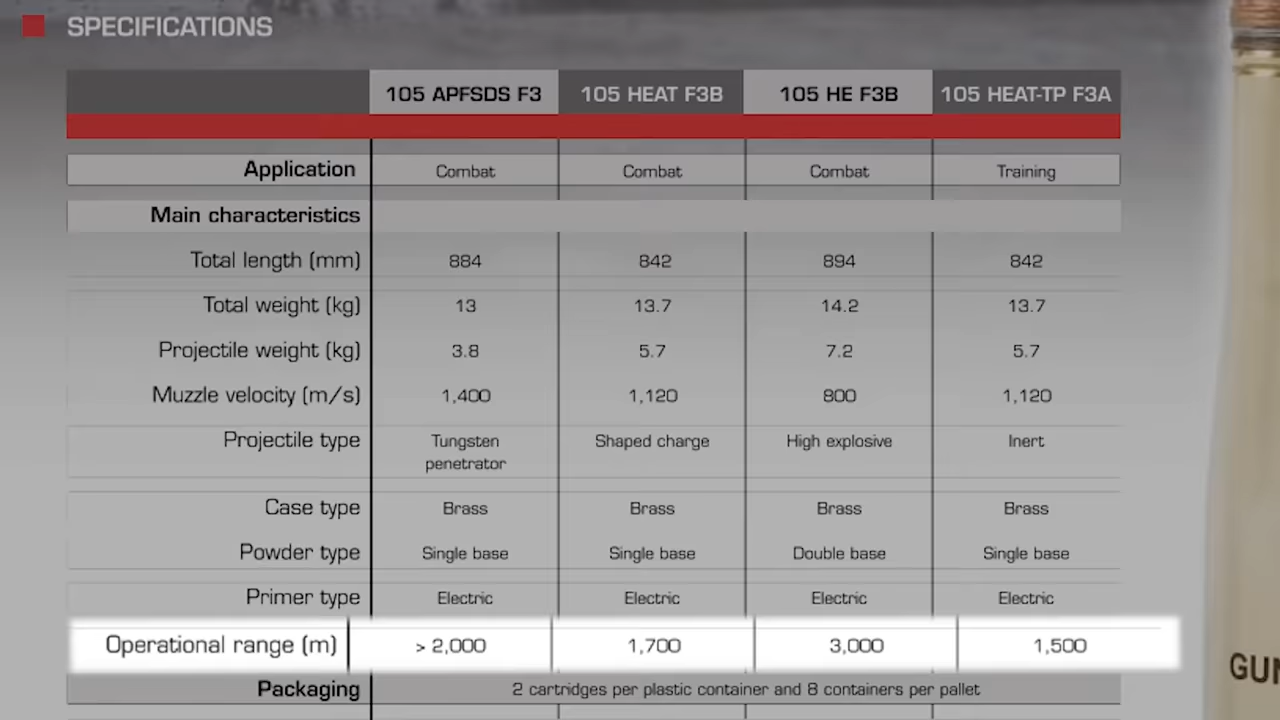 SPECIFICATIONS
105 APFSDS F3 105 HEAT F3B 105 HE F3B 105 HEAT-TP F3A
Application Combat Combat Combat Training
Main characteristics
Total length (mm) 884 842 894 842
Total weight (kg) 13 13.7 14.2 13.7
Projectile weight (kg) 3.8 5.7 7.2 5.7
Muzzle velocity (m/s) 1,400 1,120 800 1,120
Projectile type Tungsten penetrator Shaped charge High explosive Inert
Case type Brass Brass Brass Brass
Powder type Single base Single base Double base Single base
Primer type Electric Electric Electric Electric
Operational range (m) > 2,000 1,700 3,000 1,500
Packaging 2 cartridges per plastic container and 8 containers per pallet